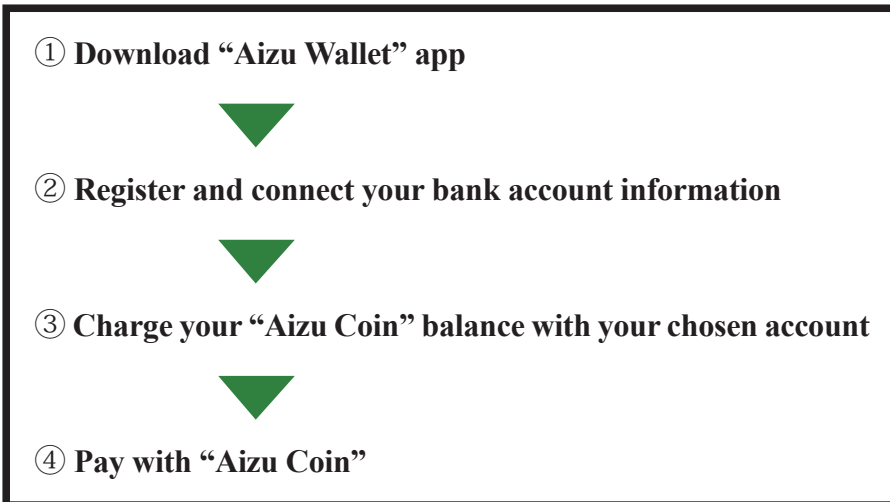 ① Download “Aizu Wallet” app
② Register and connect your bank account information
③ Charge your “Aizu Coin” balance with your chosen account
④ Pay with “Aizu Coin”